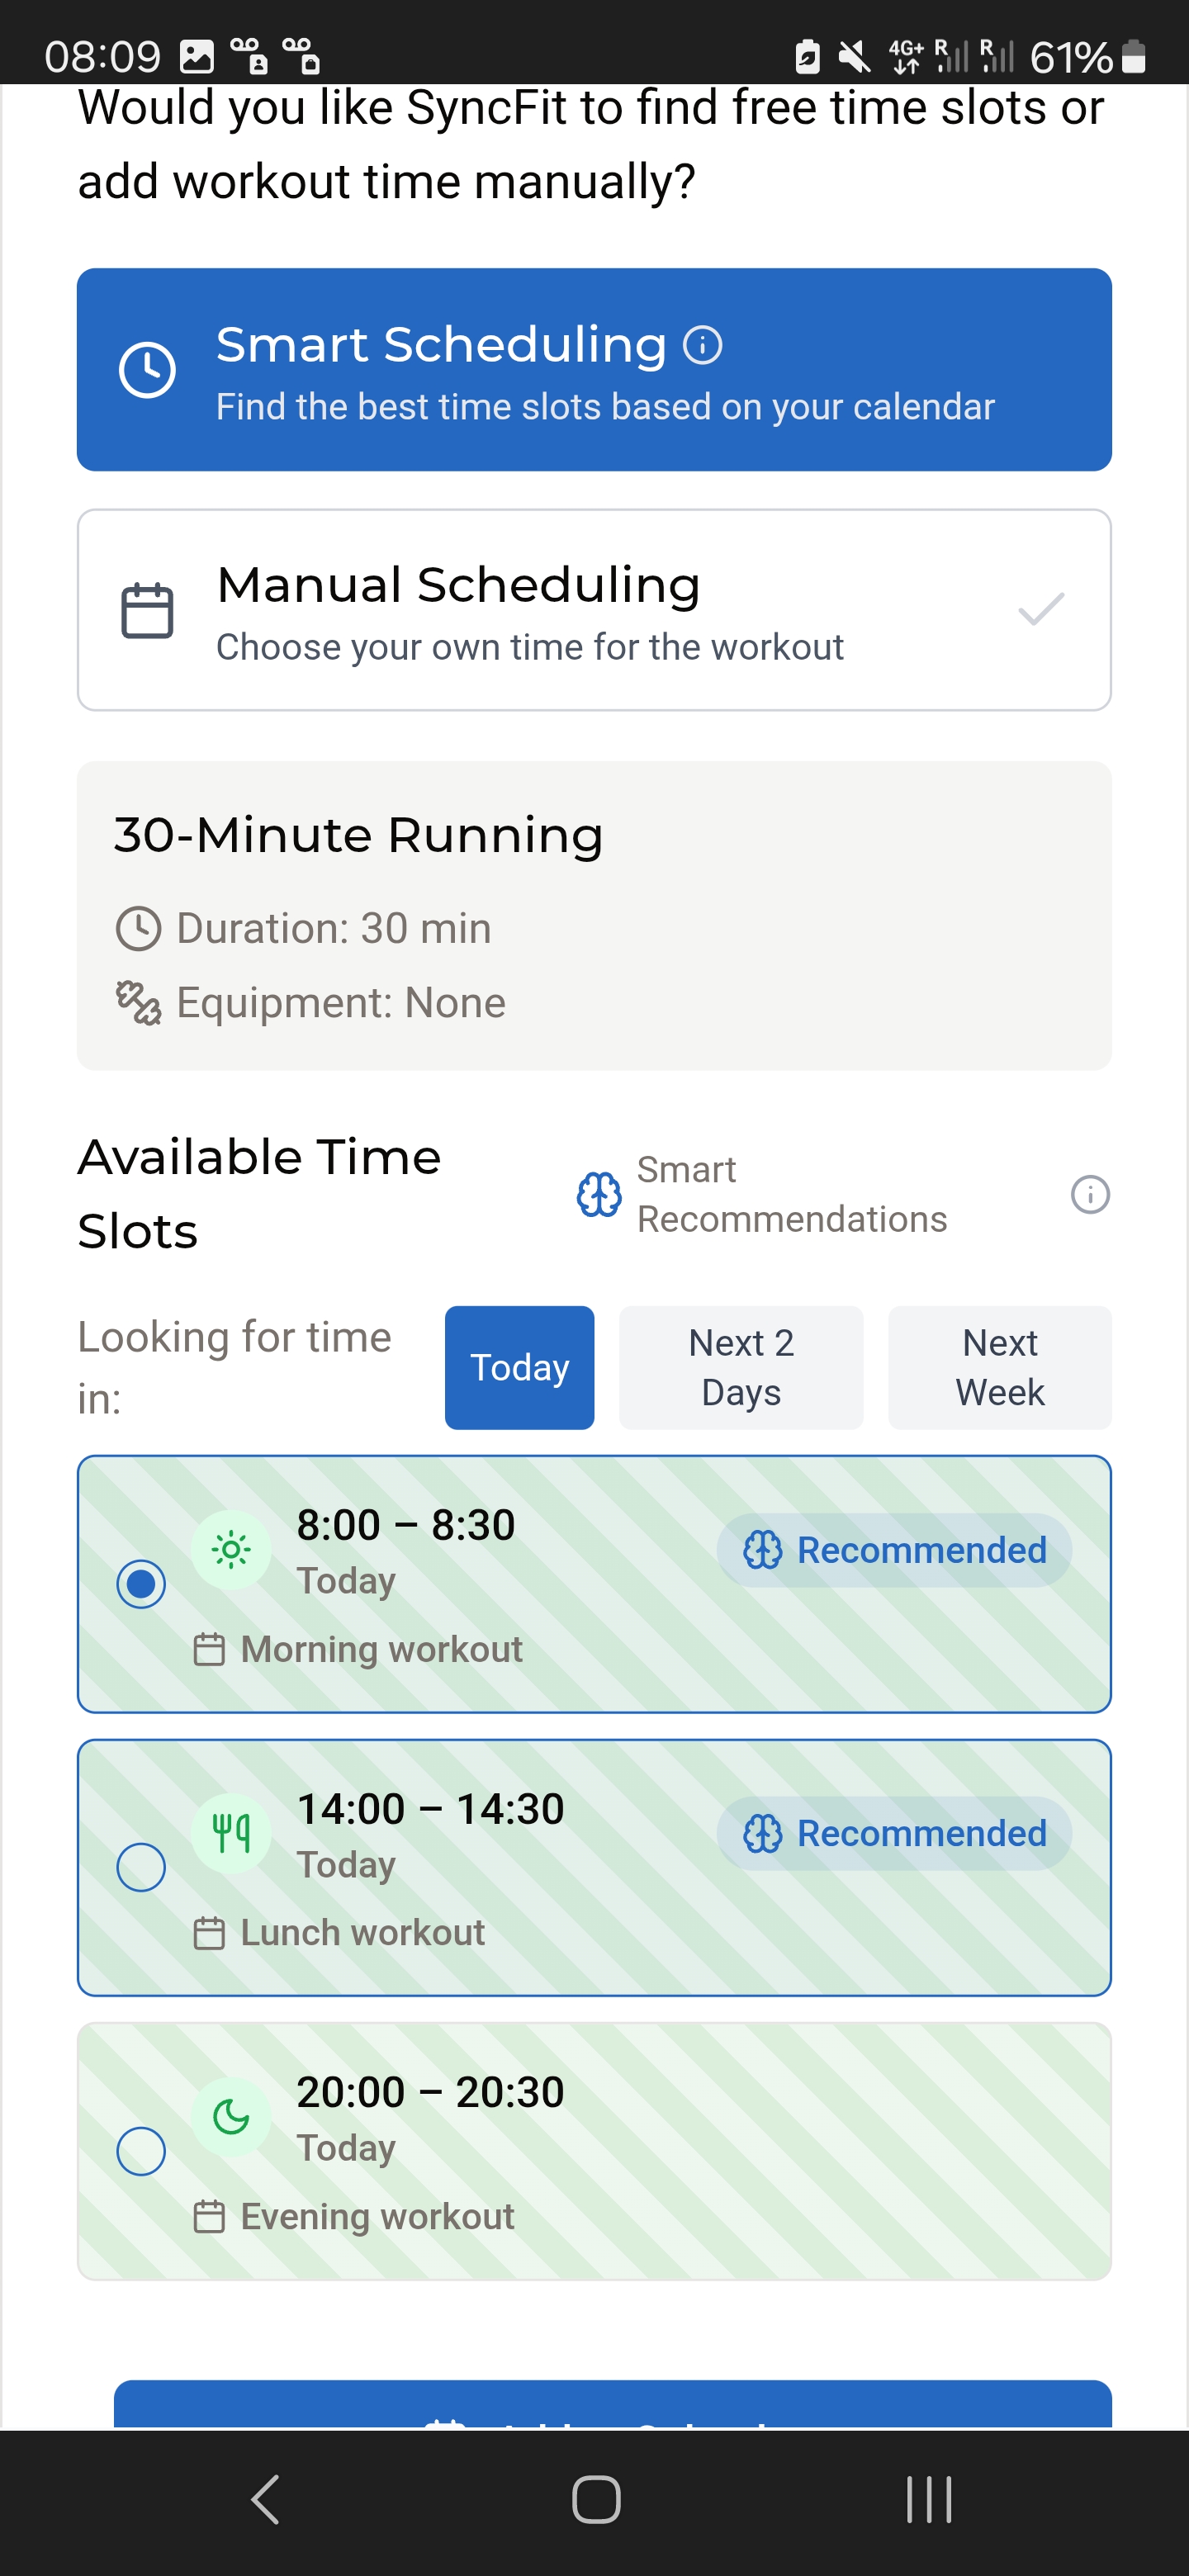 08:09
4G+
R
R
61%
Would you like SyncFit to find free time slots or
add workout time manually?
Smart Scheduling
Find the best time slots based on your calendar
Manual Scheduling
Choose your own time for the workout
30-Minute Running
Duration: 30 min
Equipment: None
Available Time
Slots
Smart
Recommendations
Looking for time
in:
Today
Next 2
Days
Next
Week
8:00 – 8:30
Today
Recommended
Morning workout
14:00 – 14:30
Today
Recommended
Lunch workout
20:00 – 20:30
Today
Evening workout